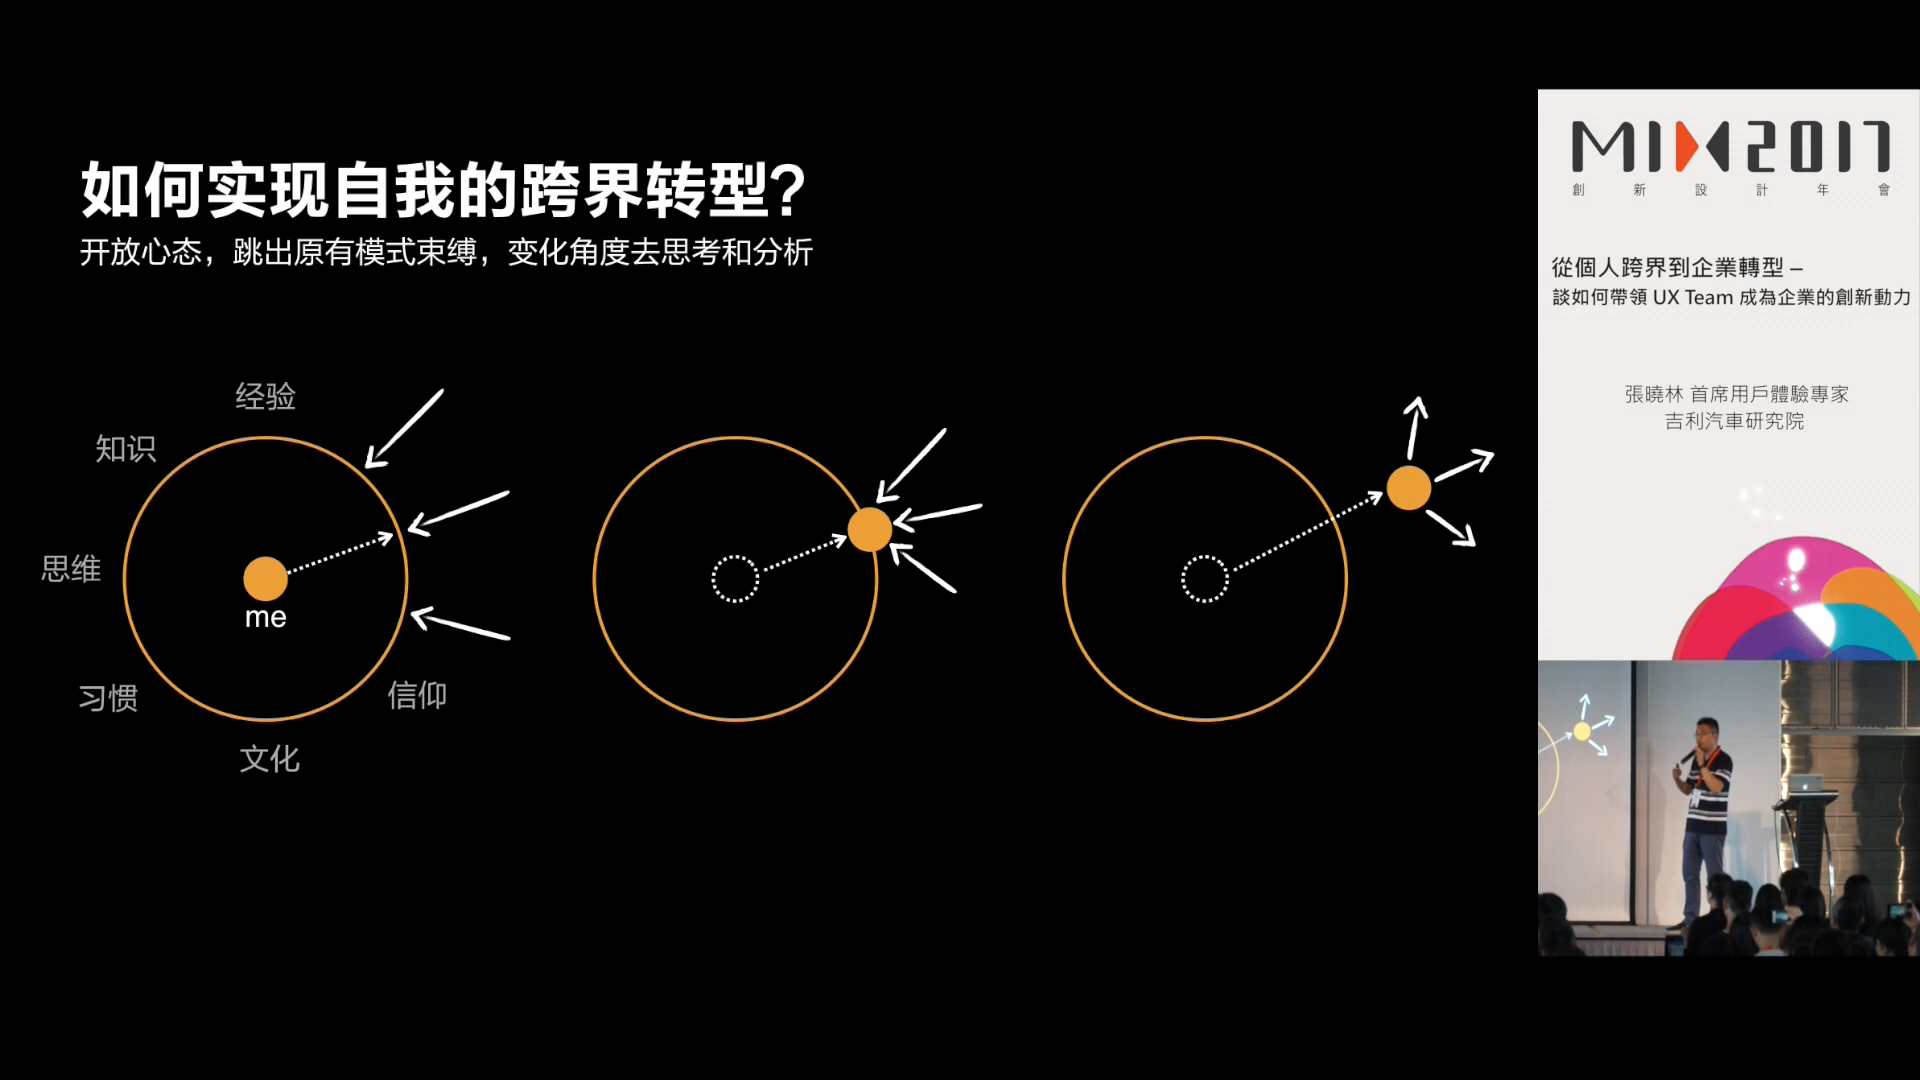 如何实现自我的跨界转型?
开放心态，跳出原有模式束缚，变化角度去思考和分析
经验
知识
思维
me
习惯
信仰
文化
MIX2017
創新設計年會
從個人跨界到企業轉型 –
談如何帶領 UX Team 成為企業的創新動力
張曉林 首席用戶體驗專家
吉利汽車研究院